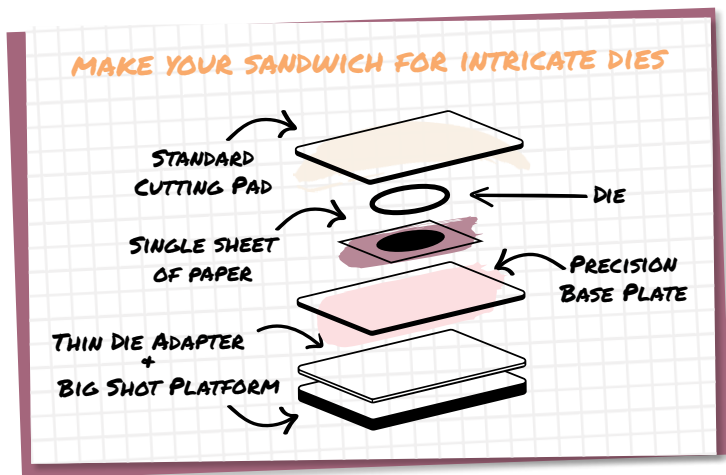 MAKE YOUR SANDWICH FOR INTRICATE DIES
STANDARD
CUTTING PAD
DIE
SINGLE SHEET
OF PAPER
PRECISION
BASE PLATE
THIN DIE ADAPTER
+
BIG SHOT PLATFORM